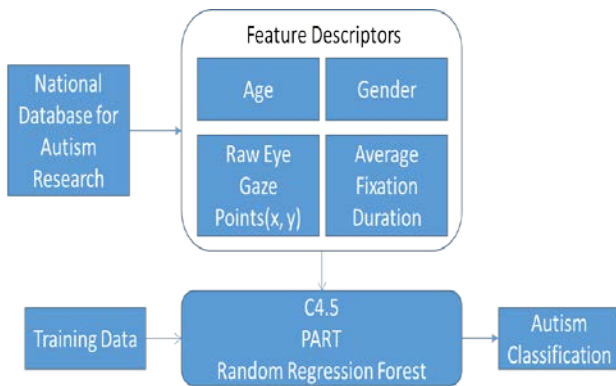 Feature Descriptors
National
Database for
Autism
Research
Age
Gender
Raw Eye
Gaze
Points(x, y)
Average
Fixation
Duration
Training Data
C4.5
PART
Random Regression Forest
Autism
Classification